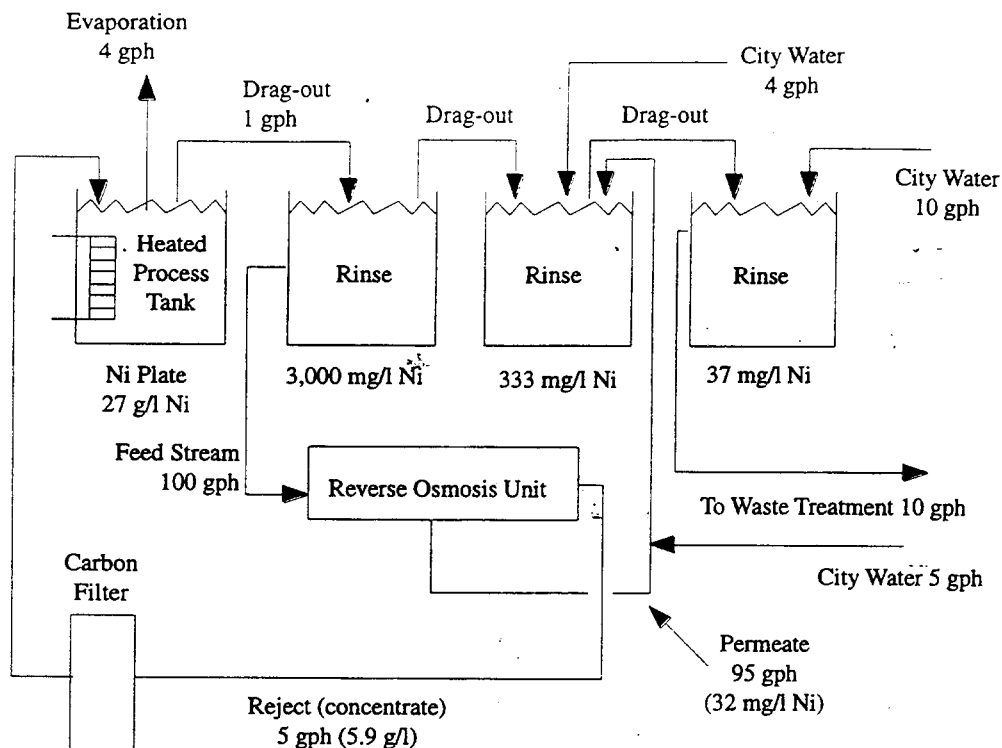 Evaporation
4 gph
Drag-out
1 gph
Drag-out
City Water
4 gph
Drag-out
City Water
10 gph
Heated
Process
Tank
Rinse
Rinse
Rinse
Ni Plate
27 g/l Ni
3,000 mg/l Ni
333 mg/l Ni
37 mg/l Ni
Feed Stream
100 gph
Reverse Osmosis Unit
To Waste Treatment 10 gph
City Water 5 gph
Carbon
Filter
Permeate
95 gph
(32 mg/l Ni)
Reject (concentrate)
5 gph (5.9 g/l)